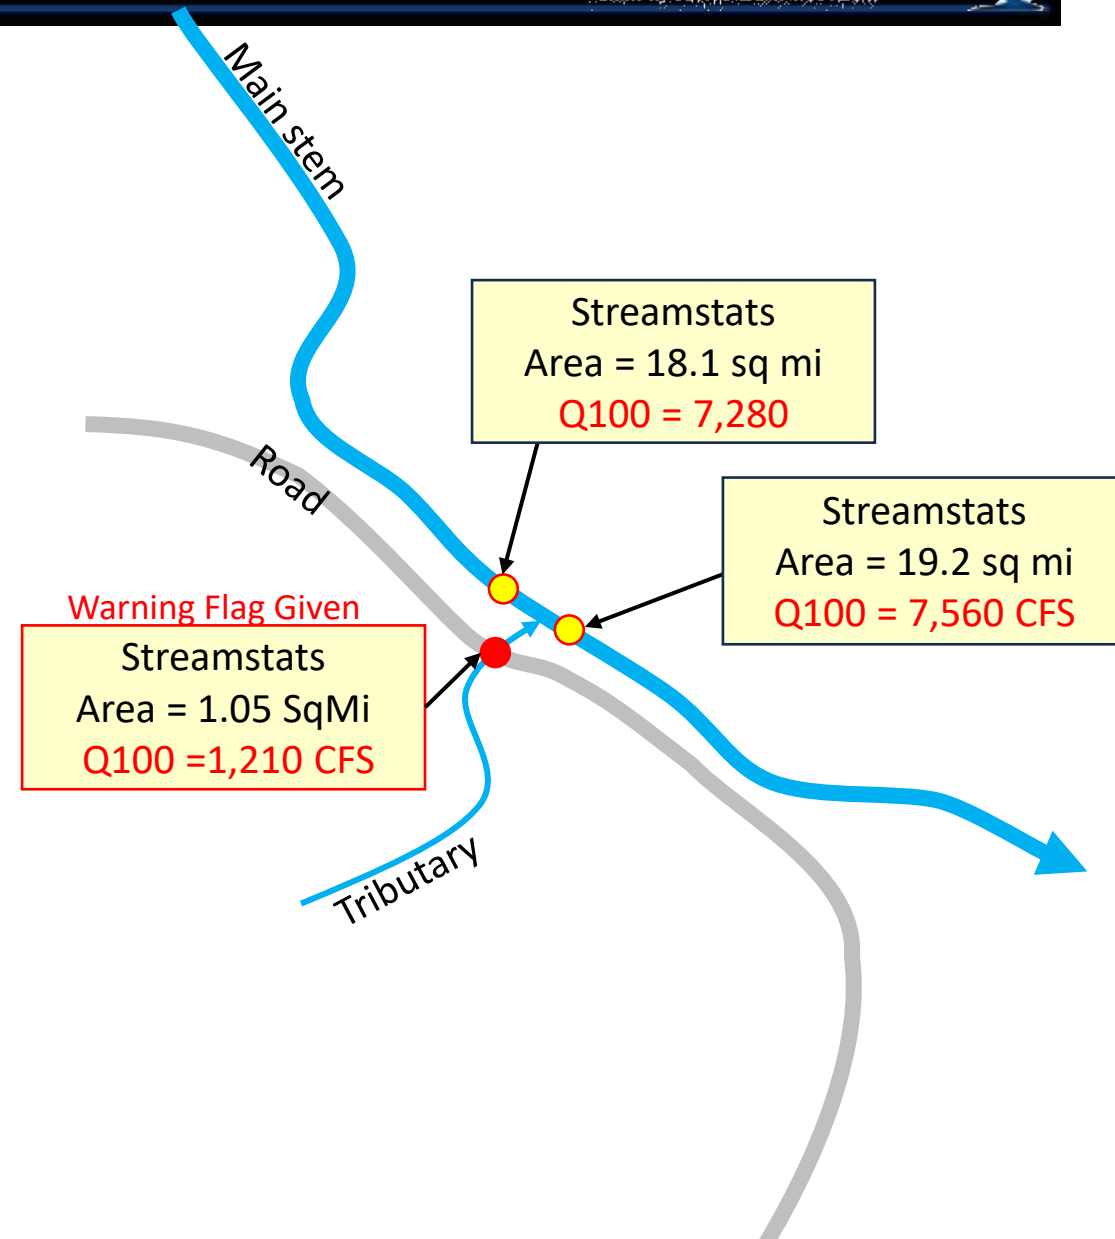 Main stem
Streamstats
Area = 18.1 sq mi
Q100 = 7,280
Road
Streamstats
Area = 19.2 sq mi
Q100 = 7,560 CFS
Warning Flag Given
Streamstats
Area = 1.05 SqMi
Q100 =1,210 CFS
Tributary